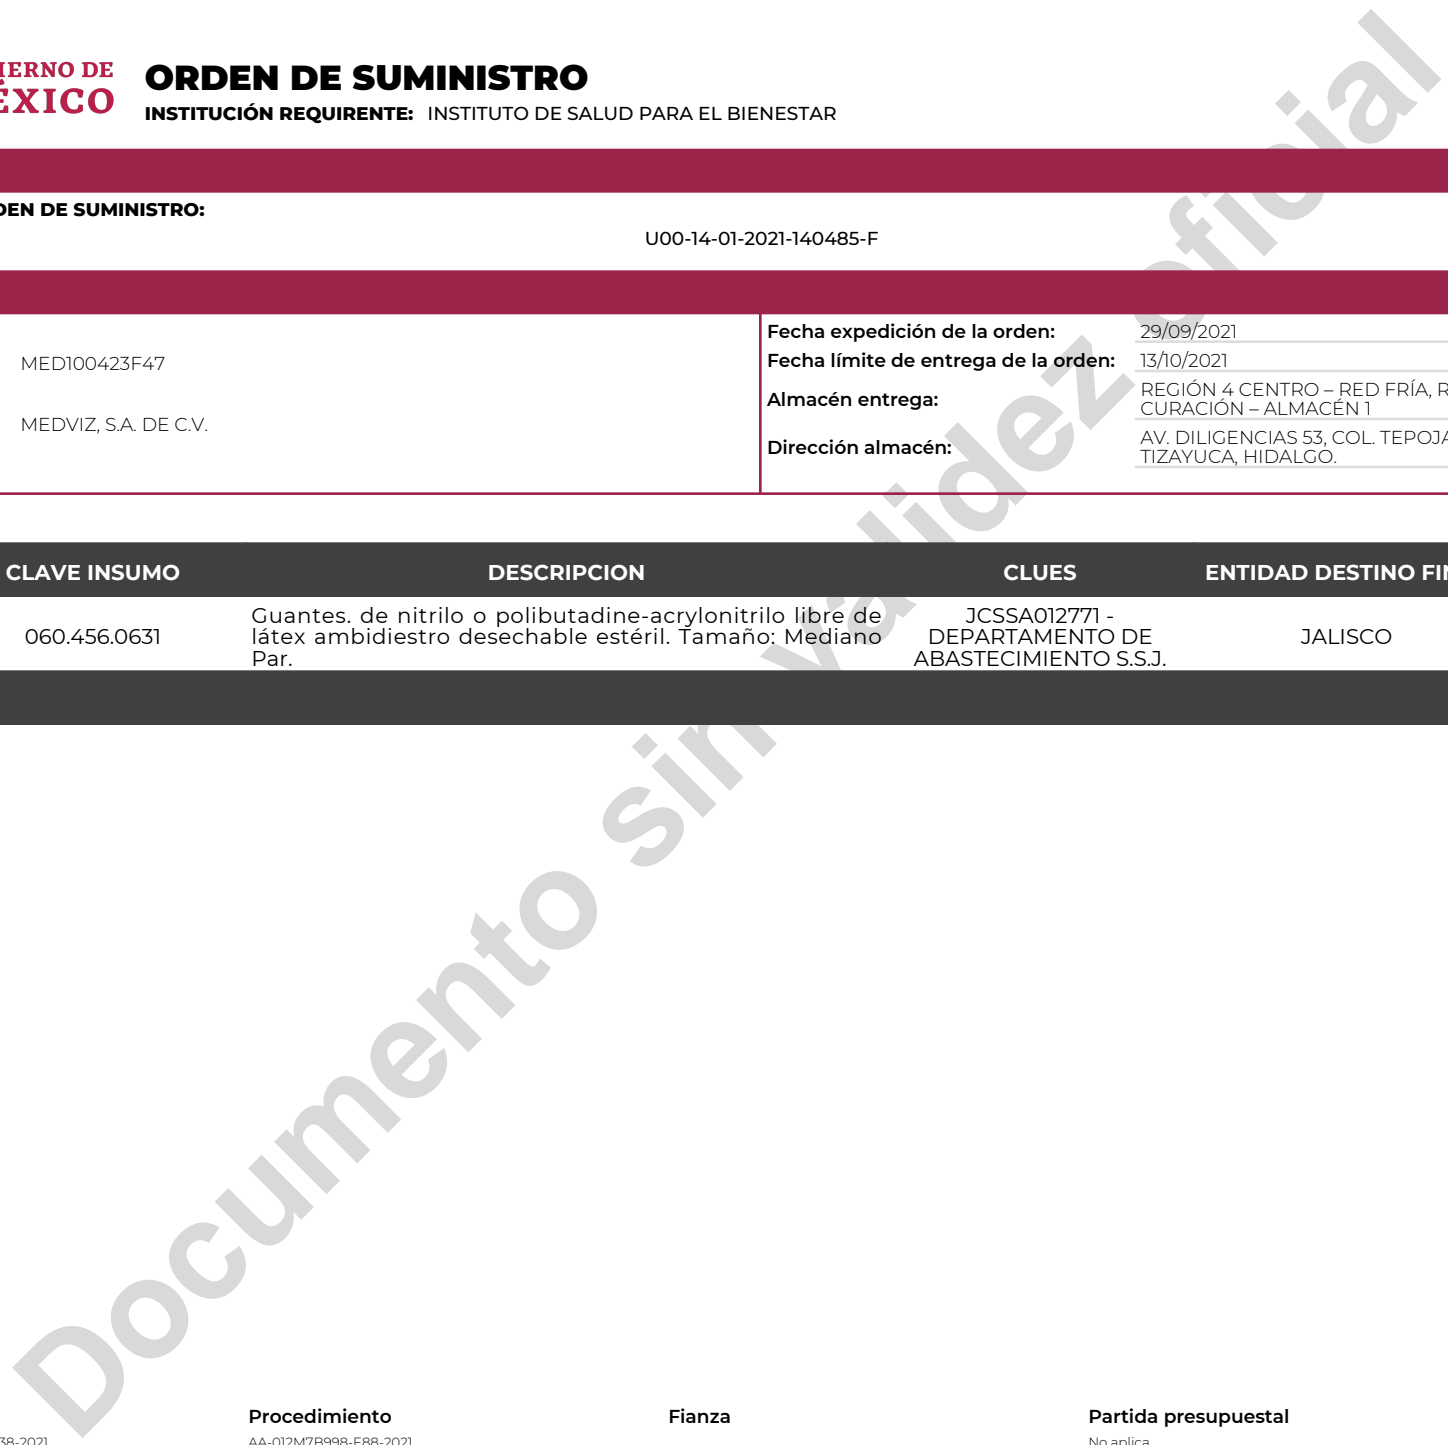 ORDEN DE SUMINISTRO
INSTITUCIÓN REQUIRENTE: INSTITUTO DE SALUD PARA EL BIENESTAR
DE
XICO
DE SUMINISTRO:
U00-14-01-2021-140485-F
MED100423F47
MEDVIZ, S.A. DE C.V.
Fecha expedición de la orden: 29/09/2021
Fecha límite de entrega de la orden: 13/10/2021
Almacén entrega: REGIÓN 4 CENTRO – RED FRÍA,
CURACIÓN – ALMACÉN 1
Dirección almacén: AV. DILIGENCIAS 53, COL.
TIZAYUCA, HIDALGO.
CLAVE INSUMO DESCRIPCION CLUES ENTIDAD DESTINO
060.456.0631
Guantes. de nitrilo o polibutadine-acrylonitrilo libre de
látex ambidiestro desechable estéril. Tamaño: Mediano
Par.
JCSSA012771 -
DEPARTAMENTO DE
ABASTECIMIENTO S.S.J.
JALISCO
Documento sin validez oficial
Procedimiento Fianza Partida presupuestal
AA-012M7B998-E88-2021 No aplica